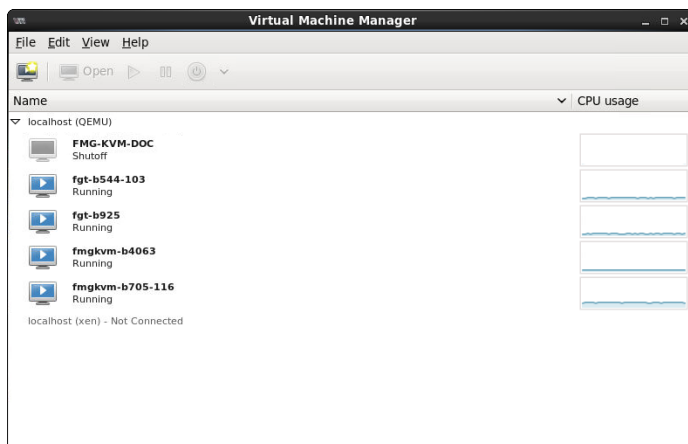 Virtual Machine Manager
File Edit View Help
Open
Name CPU usage
localhost (QEMU)
FMG-KVM-DOC
Shutoff
fgt-b544-103
Running
fgt-b925
Running
fmgkvm-b4063
Running
fmgkvm-b705-116
Running
localhost (xen) - Not Connected